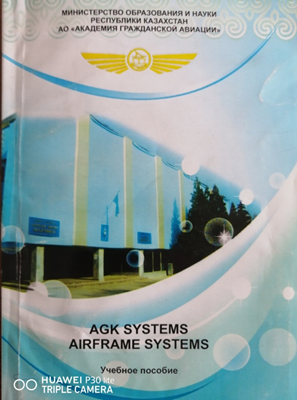 МИНИСТЕРСТВО ОБРАЗОВАНИЯ И НАУКИ
РЕСПУБЛИКИ КАЗАХСТАН
АО «АКАДЕМИЯ ГРАЖДАНСКОЙ АВИАЦИИ»
AGK SYSTEMS
AIRFRAME SYSTEMS
Учебное пособие
HUAWEI P30 lite
TRIPLE CAMERA